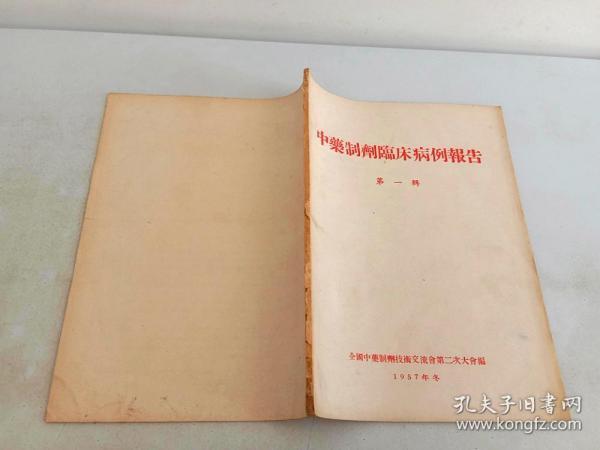 中藥制劑臨床病例報告
第一輯
全國中藥制劑技術交流會第二次大會編
1957年冬
孔夫子旧书网
www.kongfz.com